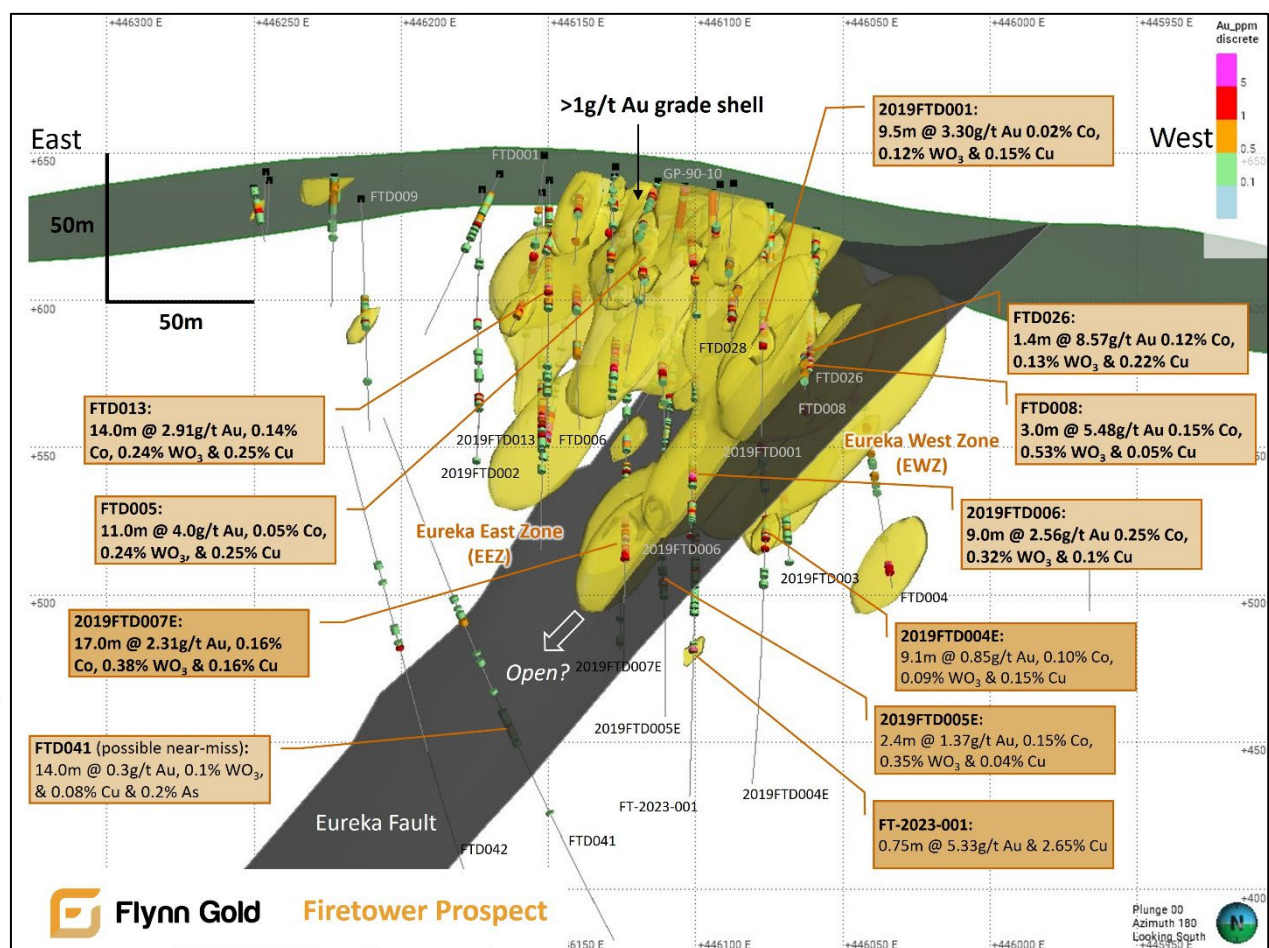 +446300
+446250
+446200
+446150
+446100
+446050
+446000
+445950
Au_ppm
discrete
5
1
0.5
0.1
>1g/t Au grade shell
East
West
+650
+650
+600
+550
+500
+450
+400
50m
50m
FTD001
FTD009
GP-90-10
2019FTD001:
9.5m @ 3.30g/t Au 0.02% Co,
0.12% WO₃ & 0.15% Cu
FTD026:
1.4m @ 8.57g/t Au 0.12% Co,
0.13% WO₃ & 0.22% Cu
FTD028
FTD026
FTD008
FTD008:
3.0m @ 5.48g/t Au 0.15% Co,
0.53% WO₃ & 0.05% Cu
FTD013:
14.0m @ 2.91g/t Au, 0.14%
Co, 0.24% WO₃ & 0.25% Cu
2019FTD013
FTD006
2019FTD002
2019FTD001
Eureka West Zone
(EWZ)
FTD005:
11.0m @ 4.0g/t Au, 0.05% Co,
0.24% WO₃, & 0.25% Cu
Eureka East Zone
(EEZ)
2019FTD006
2019FTD006:
9.0m @ 2.56g/t Au 0.25% Co,
0.32% WO₃ & 0.1% Cu
2019FTD003
FTD004
+500
2019FTD007E:
17.0m @ 2.31g/t Au, 0.16%
Co, 0.38% WO₃ & 0.16% Cu
Open?
2019FTD007E
2019FTD004E:
9.1m @ 0.85g/t Au, 0.10% Co,
0.09% WO₃ & 0.15% Cu
2019FTD005E
2019FTD005E:
2.4m @ 1.37g/t Au, 0.15% Co,
0.35% WO₃ & 0.04% Cu
FTD041 (possible near-miss):
14.0m @ 0.3g/t Au, 0.1% WO₃,
& 0.08% Cu & 0.2% As
2019FTD004E
FT-2023-001
FT-2023-001:
0.75m @ 5.33g/t Au & 2.65% Cu
Eureka Fault
FTD042
FTD041
Flynn Gold
Firetower Prospect
+446100
+446050
+446000
Plunge 00
Azimuth 180
Looking South
N